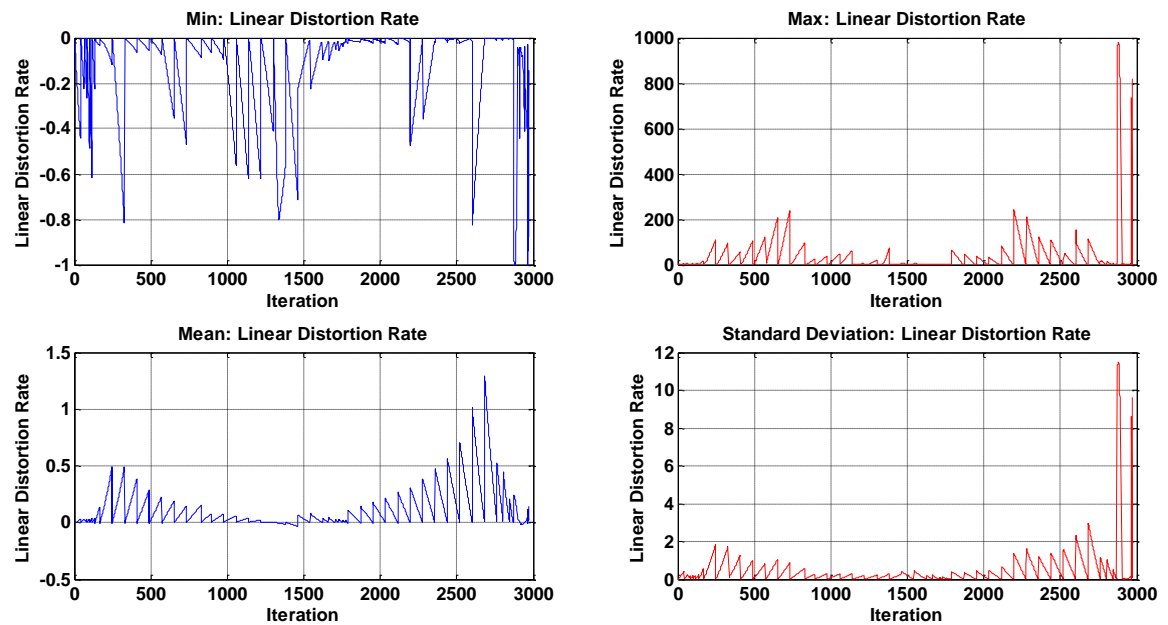 Min: Linear Distortion Rate
Linear Distortion Rate
0
-0.2
-0.4
-0.6
-0.8
-1
0 500 1000 1500 2000 2500 3000
Iteration
Max: Linear Distortion Rate
Linear Distortion Rate
1000
800
600
400
200
0
0 500 1000 1500 2000 2500 3000
Iteration
Mean: Linear Distortion Rate
Linear Distortion Rate
1.5
1
0.5
0
-0.5
0 500 1000 1500 2000 2500 3000
Iteration
Standard Deviation: Linear Distortion Rate
Linear Distortion Rate
12
10
8
6
4
2
0
0 500 1000 1500 2000 2500 3000
Iteration